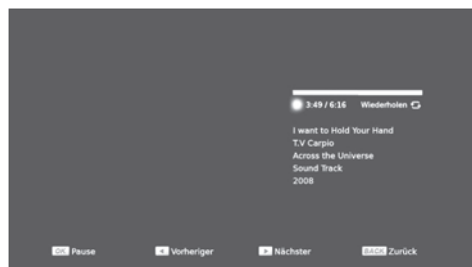 3:49 / 6:16 Wiederholen
I want to Hold Your Hand
T.V Carpio
Across the Universe
Sound Track
2008
OK Pause
Vorheriger
Nächster
BACK Zurück